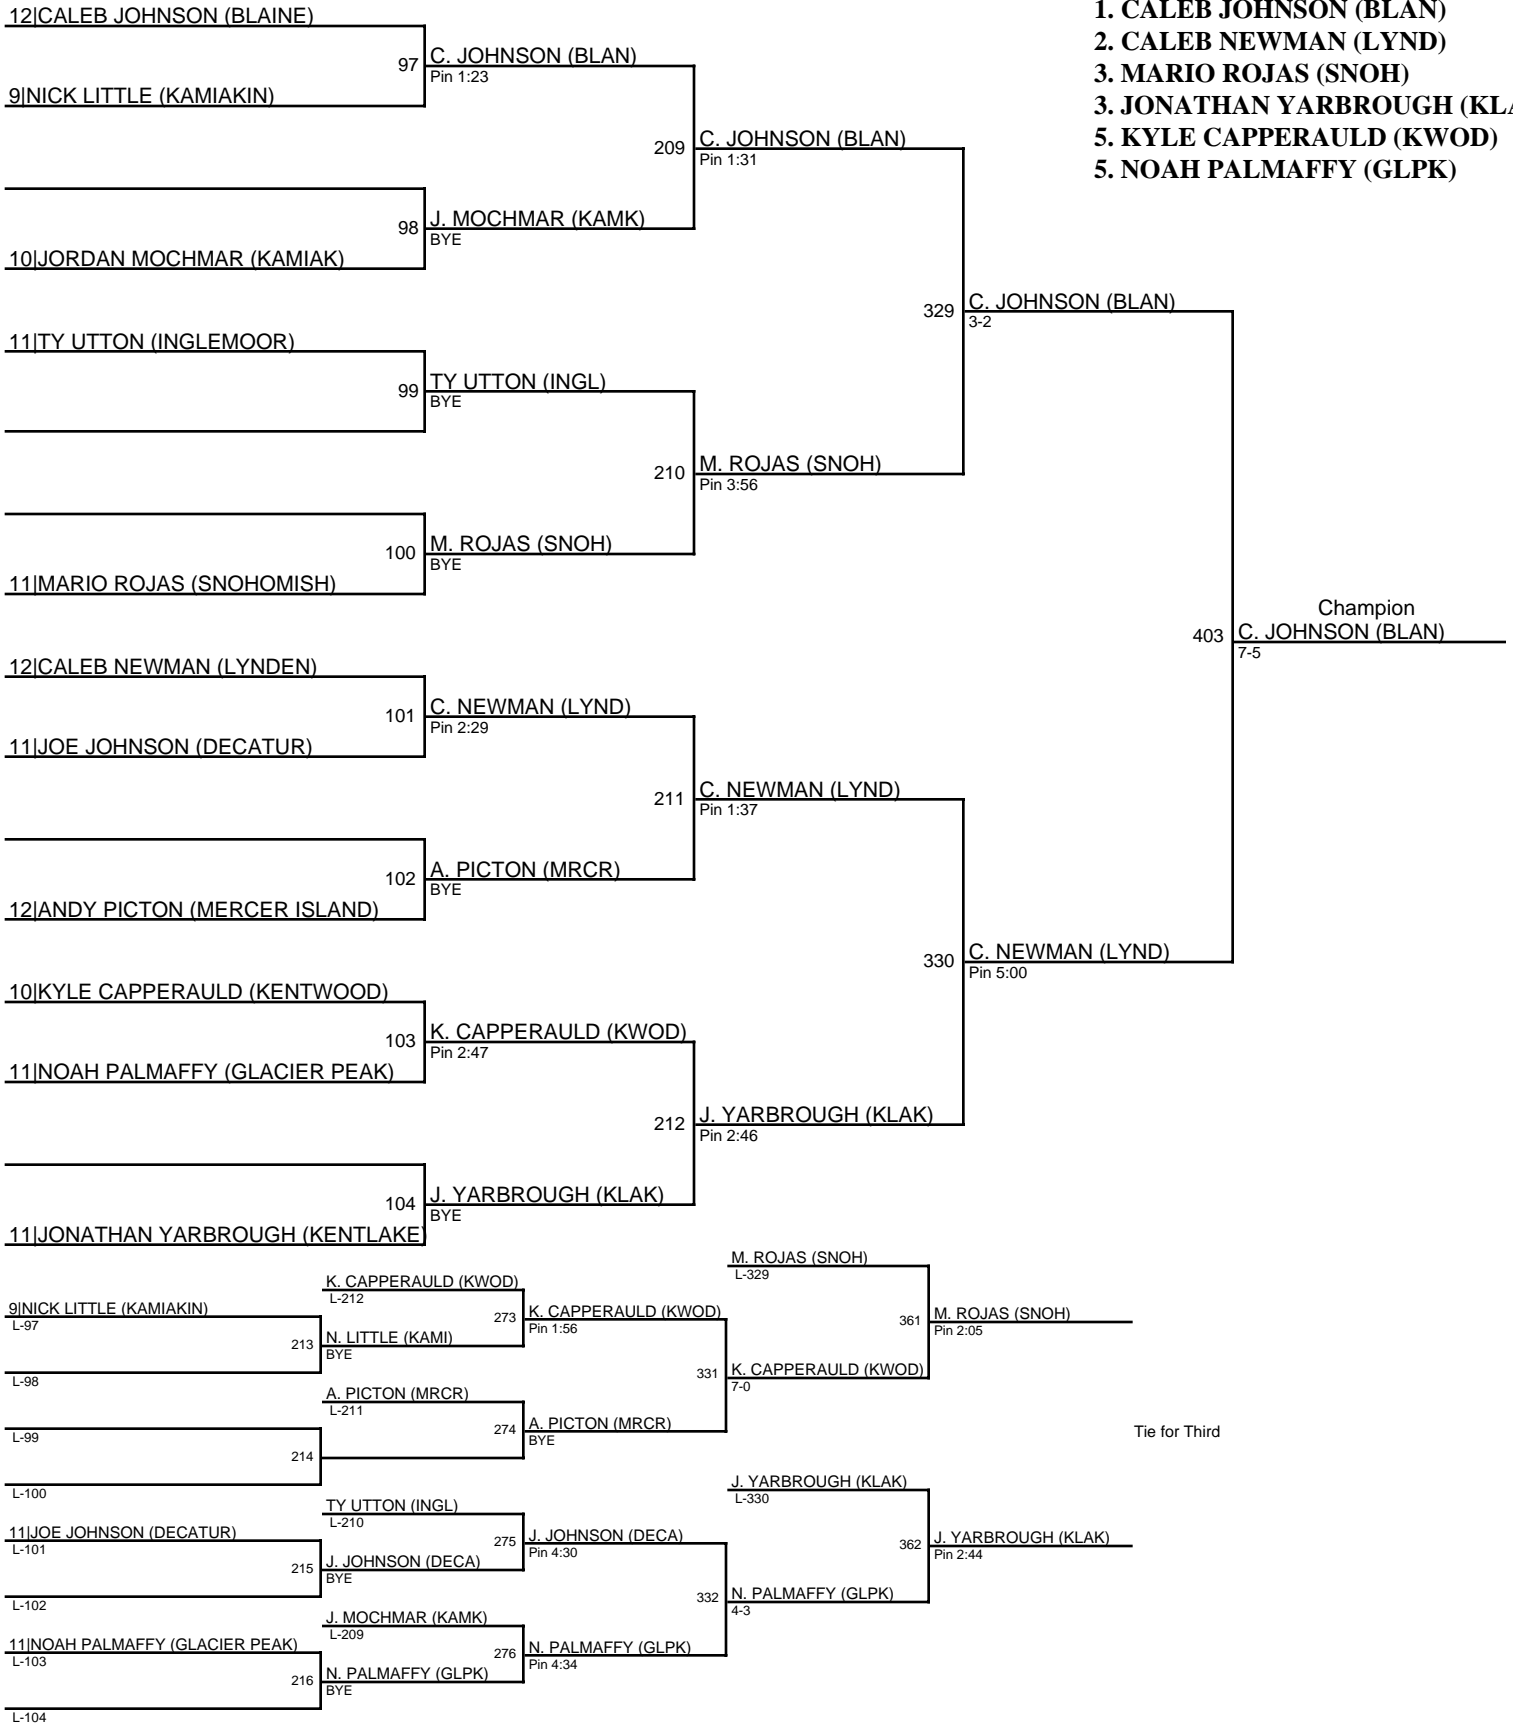 1. CALEB JOHNSON (BLAN)
2. CALEB NEWMAN (LYND)
3. MARIO ROJAS (SNOH)
3. JONATHAN YARBROUGH (KLA
5. KYLE CAPPERAULD (KWOD)
5. NOAH PALMAFFY (GLPK)
12|CALEB JOHNSON (BLAINE)
97
C. JOHNSON (BLAN)
Pin 1:23
9|NICK LITTLE (KAMIAKIN)
209
C. JOHNSON (BLAN)
Pin 1:31
98
J. MOCHMAR (KAMK)
BYE
10|JORDAN MOCHMAR (KAMIAK)
329
C. JOHNSON (BLAN)
3-2
11|TY UTTON (INGLEMOOR)
99
TY UTTON (INGL)
BYE
210
M. ROJAS (SNOH)
Pin 3:56
100
M. ROJAS (SNOH)
BYE
11|MARIO ROJAS (SNOHOMISH)
Champion
403
C. JOHNSON (BLAN)
7-5
12|CALEB NEWMAN (LYNDEN)
101
C. NEWMAN (LYND)
Pin 2:29
11|JOE JOHNSON (DECATUR)
211
C. NEWMAN (LYND)
Pin 1:37
102
A. PICTON (MRCR)
BYE
12|ANDY PICTON (MERCER ISLAND)
330
C. NEWMAN (LYND)
Pin 5:00
10|KYLE CAPPERAULD (KENTWOOD)
103
K. CAPPERAULD (KWOD)
Pin 2:47
11|NOAH PALMAFFY (GLACIER PEAK)
212
J. YARBROUGH (KLAK)
Pin 2:46
104
J. YARBROUGH (KLAK)
BYE
11|JONATHAN YARBROUGH (KENTLAKE)
M. ROJAS (SNOH)
L-329
K. CAPPERAULD (KWOD)
L-212
9|NICK LITTLE (KAMIAKIN)
L-97
273
K. CAPPERAULD (KWOD)
Pin 1:56
361
M. ROJAS (SNOH)
Pin 2:05
213
N. LITTLE (KAMI)
BYE
L-98
331
K. CAPPERAULD (KWOD)
7-0
A. PICTON (MRCR)
L-211
L-99
274
A. PICTON (MRCR)
BYE
Tie for Third
214
L-100
J. YARBROUGH (KLAK)
L-330
TY UTTON (INGL)
L-210
11|JOE JOHNSON (DECATUR)
L-101
275
J. JOHNSON (DECA)
Pin 4:30
362
J. YARBROUGH (KLAK)
Pin 2:44
215
J. JOHNSON (DECA)
BYE
L-102
332
N. PALMAFFY (GLPK)
4-3
J. MOCHMAR (KAMK)
L-209
11|NOAH PALMAFFY (GLACIER PEAK)
L-103
276
N. PALMAFFY (GLPK)
Pin 4:34
216
N. PALMAFFY (GLPK)
BYE
L-104